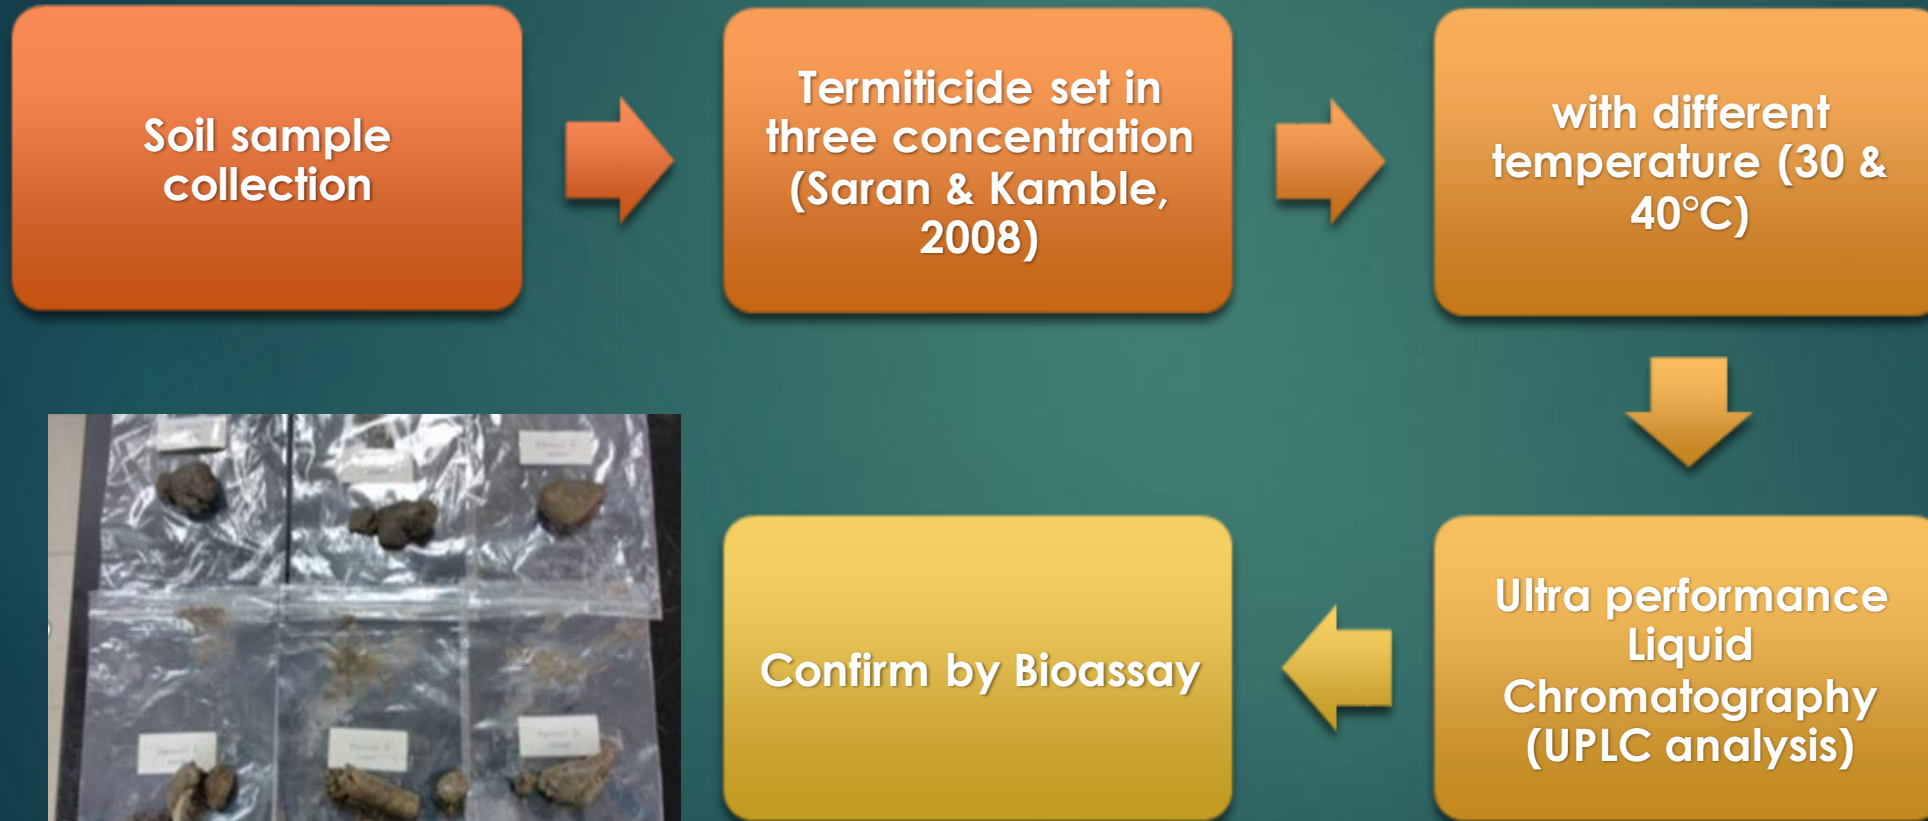 Soil sample
collection
Termiticide set in
three concentration
(Saran & Kamble,
2008)
with different
temperature (30 &
40°C)
Ultra performance
Liquid
Chromatography
(UPLC analysis)
Confirm by Bioassay